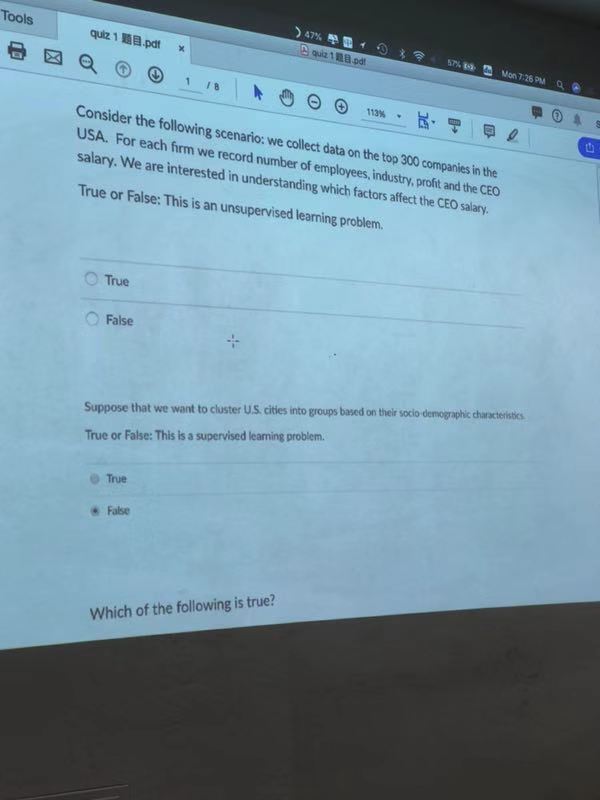 Tools
quiz 1 题目.pdf ×
47%
quiz 1 题目.pdf
57%
Mon 7:26 PM
1 / 8
113%
Consider the following scenario: we collect data on the top 300 companies in the
USA. For each firm we record number of employees, industry, profit and the CEO
salary. We are interested in understanding which factors affect the CEO salary.
True or False: This is an unsupervised learning problem.
True
False
Suppose that we want to cluster U.S. cities into groups based on their socio-demographic characteristics.
True or False: This is a supervised learning problem.
True
False
Which of the following is true?